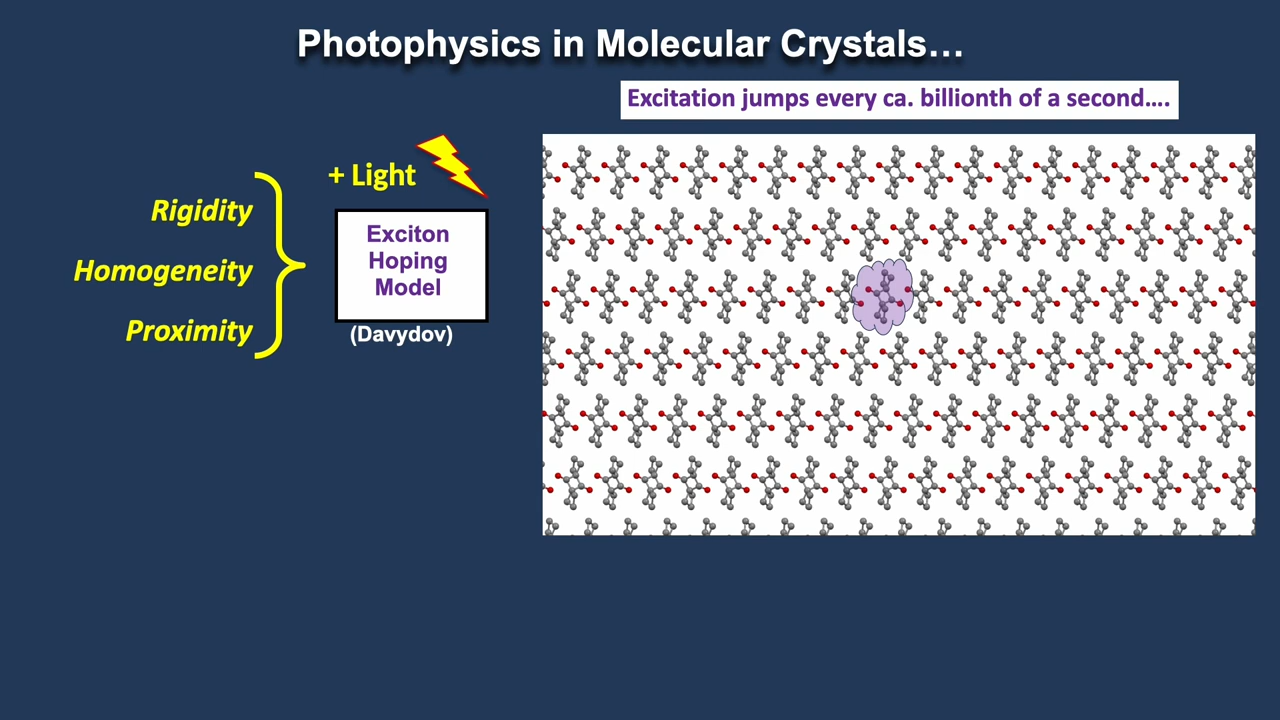 Photophysics in Molecular Crystals…
Excitation jumps every ca. billionth of a second….
+ Light
Rigidity
Homogeneity
Proximity
Exciton
Hoping
Model
(Davydov)